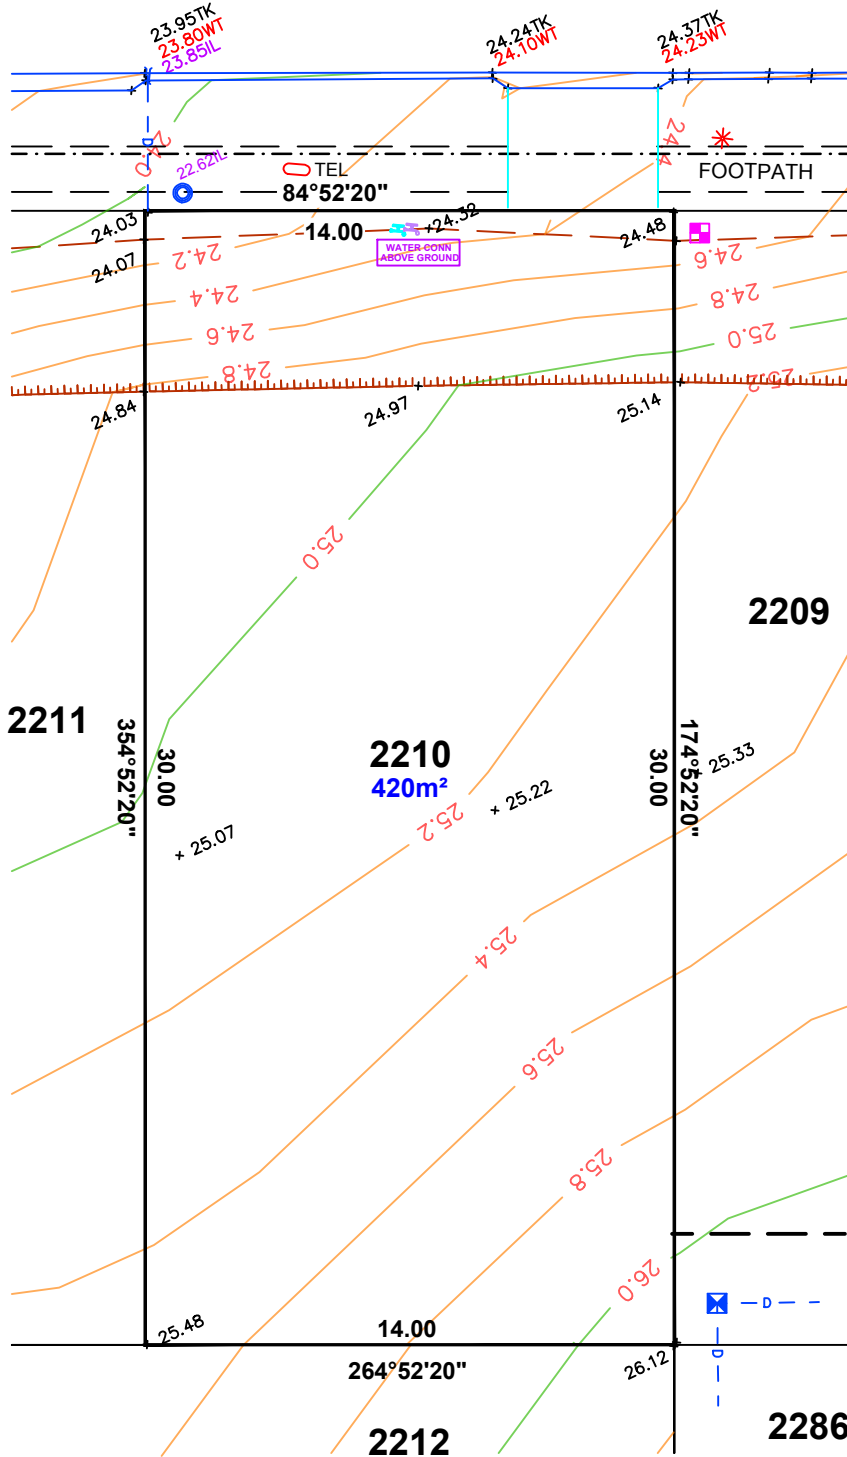 23.95TK
23.80WT
23.85IL
24.24TK
24.10WT
24.37TK
24.23WT
D
24.0
24.4
22.62IL
TEL
FOOTPATH
84°52'20"
24.03
14.00
24.32
24.48
WATER CONN
ABOVE GROUND
24.07
24.2
24.6
24.4
24.8
24.6
25.0
24.8
25.2
24.84
24.97
25.14
25.0
2209
2211
354°52'20"
30.00
2210
420m²
30.00
174°52'20"
25.33
25.22
25.2
25.07
25.4
25.6
25.8
26.0
D
25.48
14.00
264°52'20"
26.12
D
2212
2286